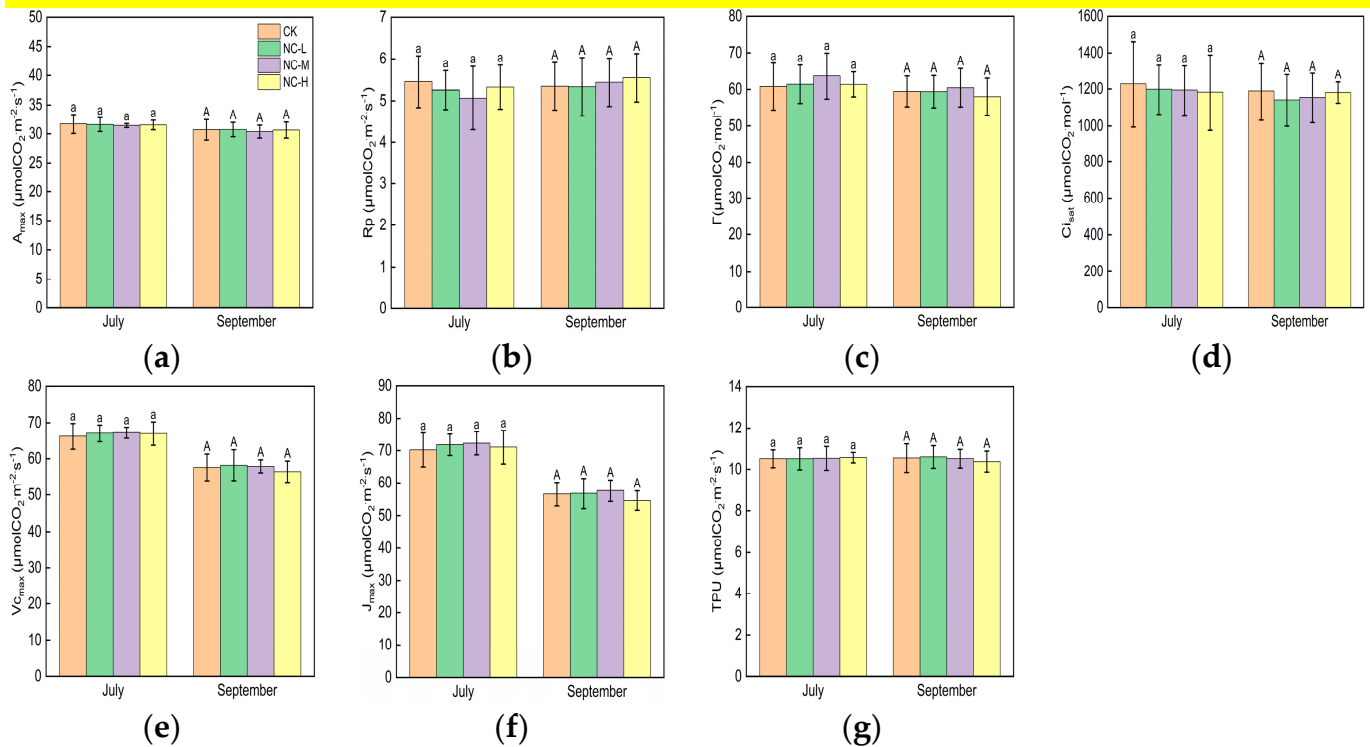 50
45
40
35
30
25
20
15
10
5
0
A_max (μmolCO₂·m⁻²·s⁻¹)
CK
NC-L
NC-M
NC-H
a a a a
A A A A
July September
(a)
7
6
5
4
3
2
1
0
Rp (μmolCO₂·m⁻²·s⁻¹)
a a a a
A A A A
July September
(b)
80
70
60
50
40
30
20
10
0
Γ(μmolCO₂·mol⁻¹)
a a a a
A A A A
July September
(c)
1600
1400
1200
1000
800
600
400
200
0
Ci_sat (μmolCO₂·mol⁻¹)
a a a a
A A A A
July September
(d)
80
70
60
50
40
30
20
10
0
Vc_max (μmolCO₂·m⁻²·s⁻¹)
a a a a
A A A A
July September
(e)
90
80
70
60
50
40
30
20
10
0
J_max (μmolCO₂·m⁻²·s⁻¹)
a a a a
A A A A
July September
(f)
14
12
10
8
6
4
2
0
TPU (μmolCO₂·m⁻²·s⁻¹)
a a a a
A A A A
July September
(g)